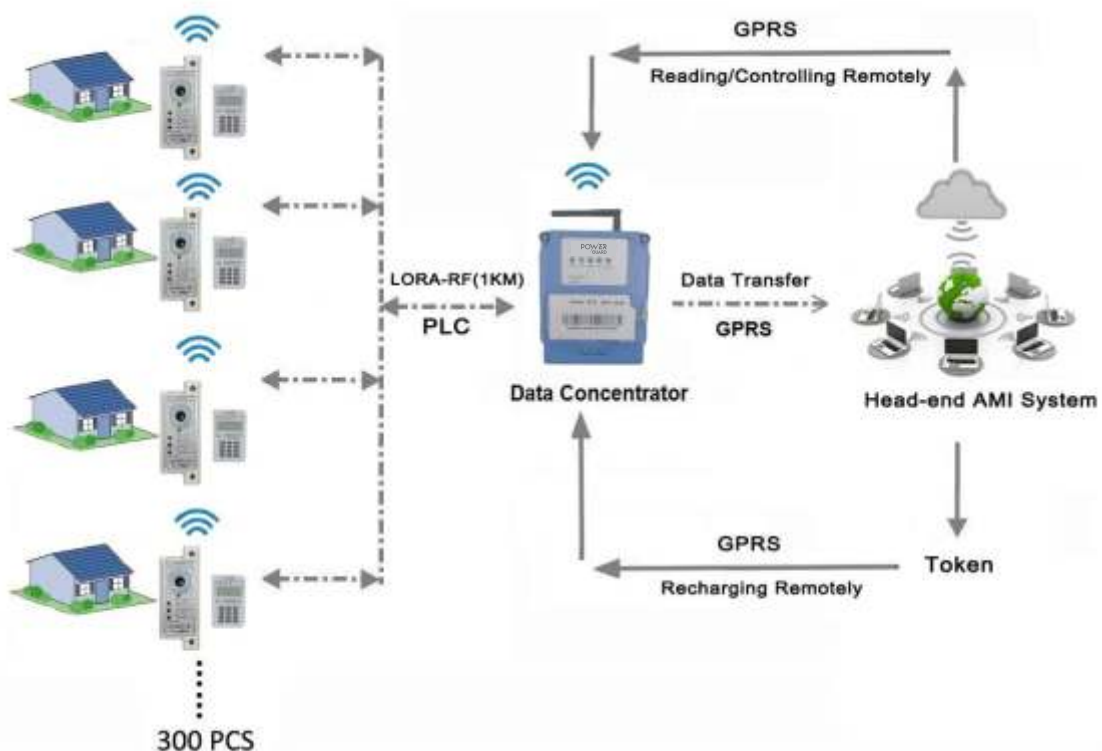 GPRS
Reading/Controlling Remotely
POWER
LORA-RF(1KM)
PLC
Data Transfer
GPRS
Data Concentrator
Head-end AMI System
GPRS
Recharging Remotely
Token
300 PCS